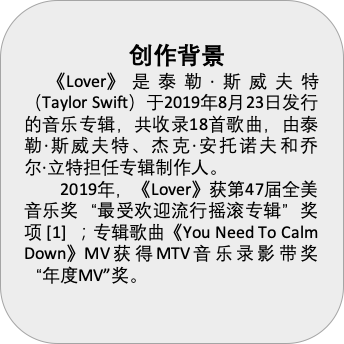 创作背景
《Lover》是泰勒·斯威夫特
（Taylor Swift）于2019年8月23日发行
的音乐专辑，共收录18首歌曲，由泰
勒·斯威夫特、杰克·安托诺夫和乔
尔·立特担任专辑制作人。
2019年，《Lover》获第47届全美
音乐奖“最受欢迎流行摇滚专辑”奖
项 [1] ；专辑歌曲《You Need To Calm
Down》MV获得MTV音乐录影带奖
“年度MV”奖。